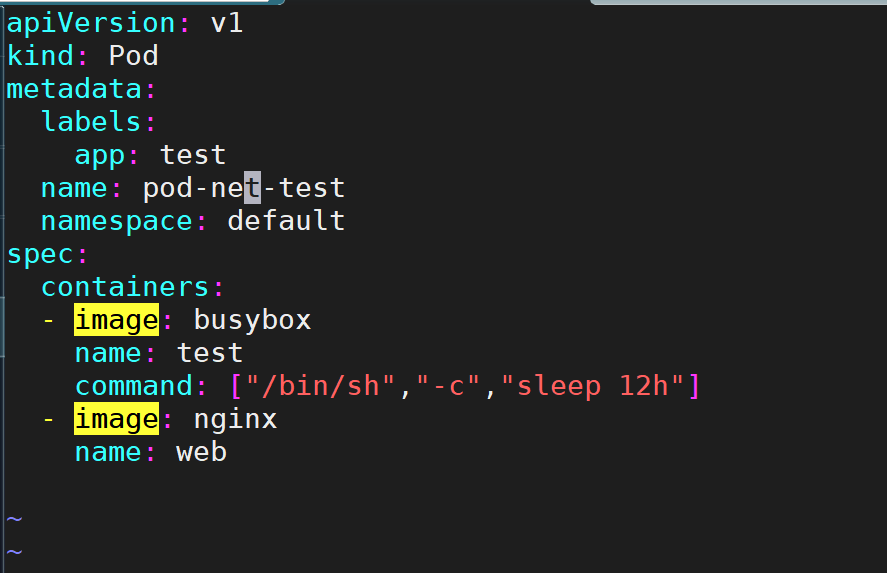 apiVersion: v1
kind: Pod
metadata:
  labels:
    app: test
  name: pod-net-test
  namespace: default
spec:
  containers:
  - image: busybox
    name: test
    command: ["/bin/sh","-c","sleep 12h"]
  - image: nginx
    name: web

~
~